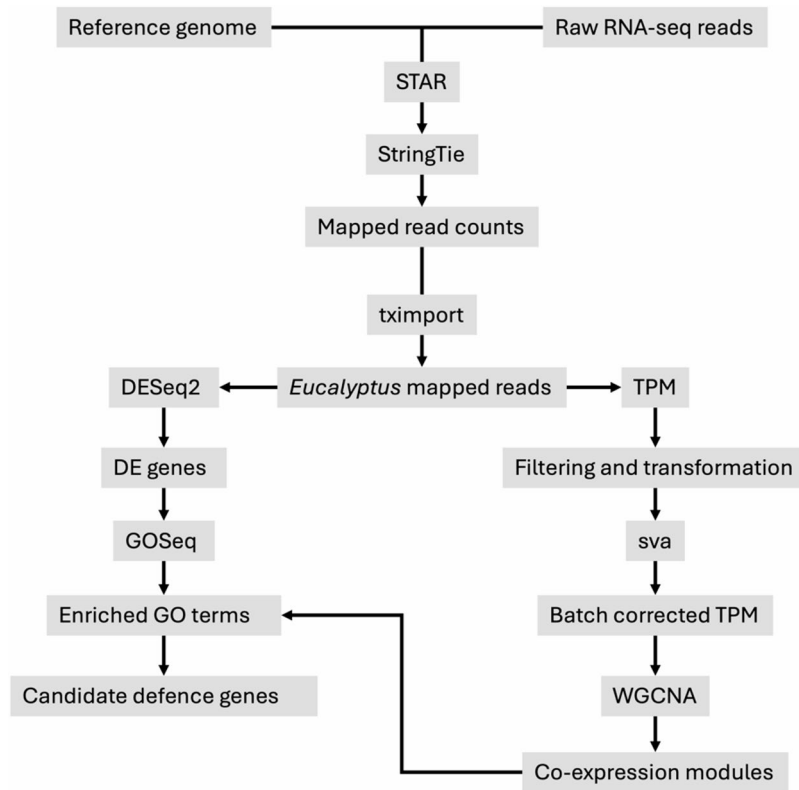 Reference genome
Raw RNA-seq reads
STAR
StringTie
Mapped read counts
tximport
DESeq2
Eucalyptus mapped reads
TPM
DE genes
Filtering and transformation
GOSeq
sva
Enriched GO terms
Batch corrected TPM
Candidate defence genes
WGCNA
Co-expression modules